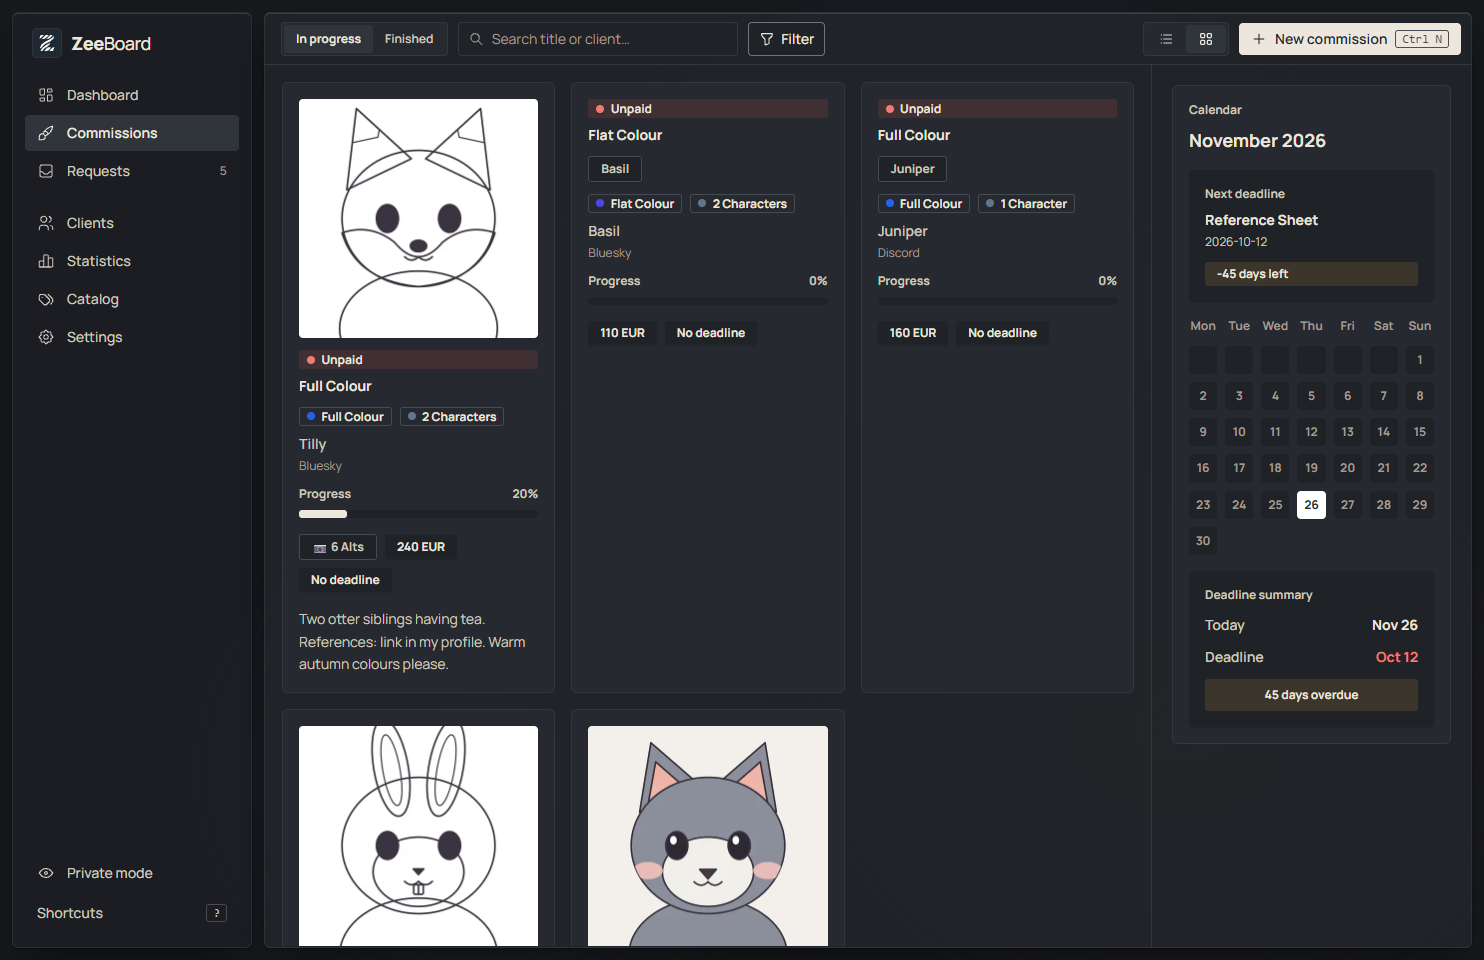 ZeeBoard
Dashboard
Commissions
Requests 5
Clients
Statistics
Catalog
Settings
Private mode
Shortcuts ?
In progress Finished Search title or client... Filter + New commission Ctrl N
Unpaid
Full Colour
Full Colour 2 Characters
Tilly
Bluesky
Progress 20%
6 Alts 240 EUR
No deadline
Two otter siblings having tea.
References: link in my profile. Warm
autumn colours please.
Unpaid
Flat Colour
Basil
Flat Colour 2 Characters
Basil
Bluesky
Progress 0%
110 EUR No deadline
Unpaid
Full Colour
Juniper
Full Colour 1 Character
Juniper
Discord
Progress 0%
160 EUR No deadline
Calendar
November 2026
Next deadline
Reference Sheet
2026-10-12
-45 days left
Mon Tue Wed Thu Fri Sat Sun
1
2 3 4 5 6 7 8
9 10 11 12 13 14 15
16 17 18 19 20 21 22
23 24 25 26 27 28 29
30
Deadline summary
Today Nov 26
Deadline Oct 12
45 days overdue